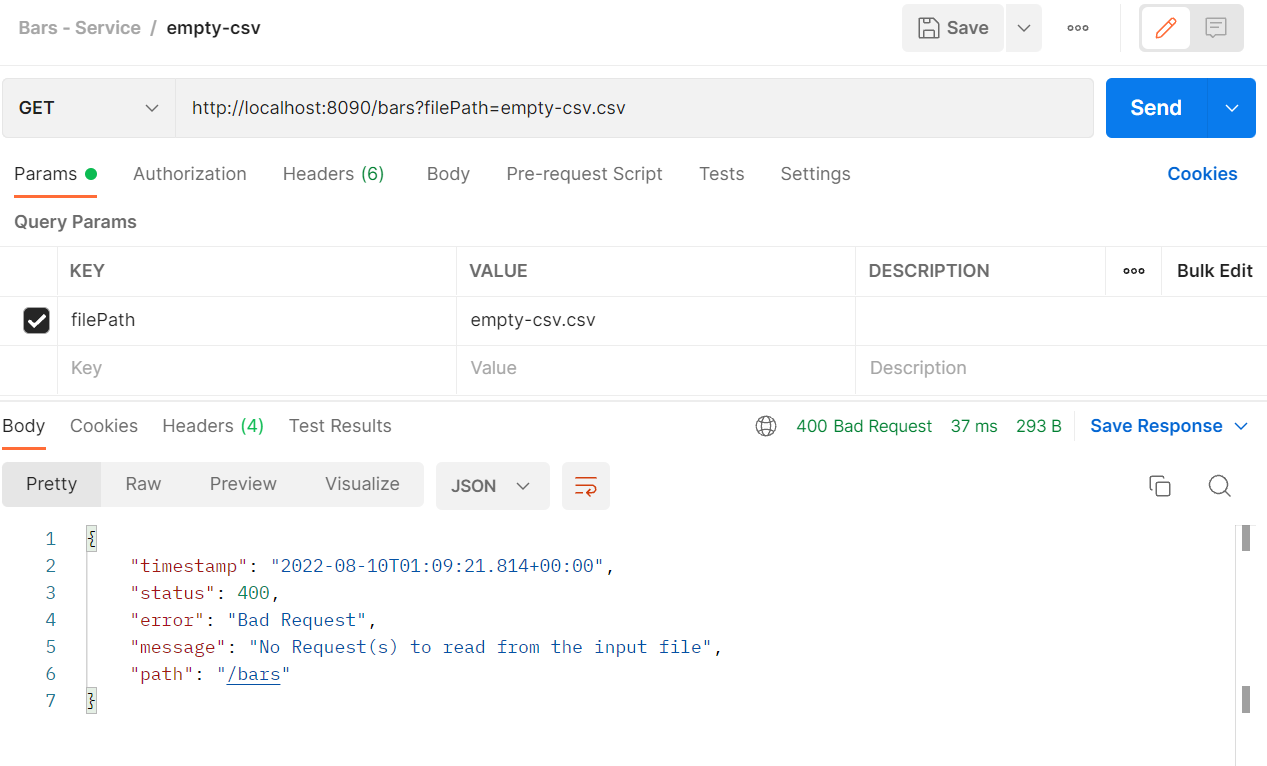 Bars - Service / empty-csv Save
GET http://localhost:8090/bars?filePath=empty-csv.csv Send
Params Authorization Headers (6) Body Pre-request Script Tests Settings Cookies
Query Params
KEY VALUE DESCRIPTION Bulk Edit
filePath empty-csv.csv
Key Value Description
Body Cookies Headers (4) Test Results 400 Bad Request 37 ms 293 B Save Response
Pretty Raw Preview Visualize JSON
1 {
2 "timestamp": "2022-08-10T01:09:21.814+00:00",
3 "status": 400,
4 "error": "Bad Request",
5 "message": "No Request(s) to read from the input file",
6 "path": "/bars"
7 }